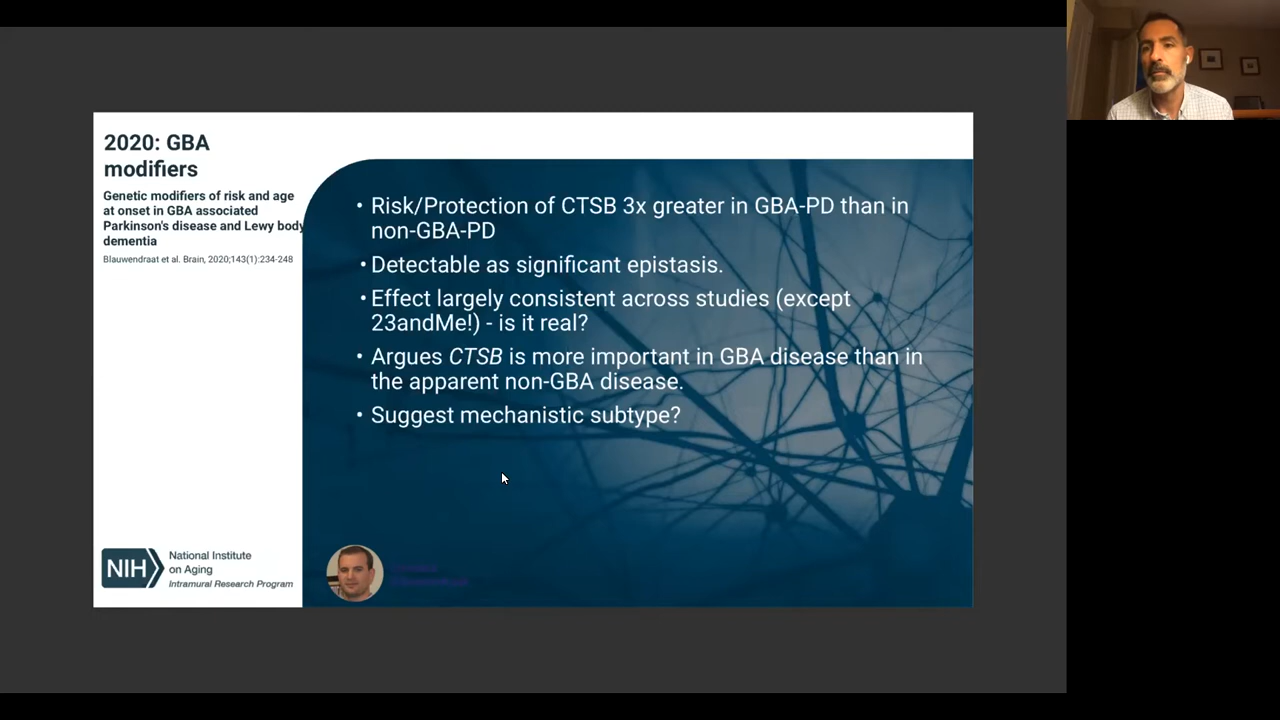 2020: GBA
modifiers
Genetic modifiers of risk and age
at onset in GBA associated
Parkinson's disease and Lewy body
dementia
Blauwendraat et al. Brain, 2020;143(1):234-248
• Risk/Protection of CTSB 3x greater in GBA-PD than in
non-GBA-PD
• Detectable as significant epistasis.
• Effect largely consistent across studies (except
23andMe!) - is it real?
• Argues CTSB is more important in GBA disease than in
the apparent non-GBA disease.
• Suggest mechanistic subtype?
NIH
National Institute
on Aging
Intramural Research Program